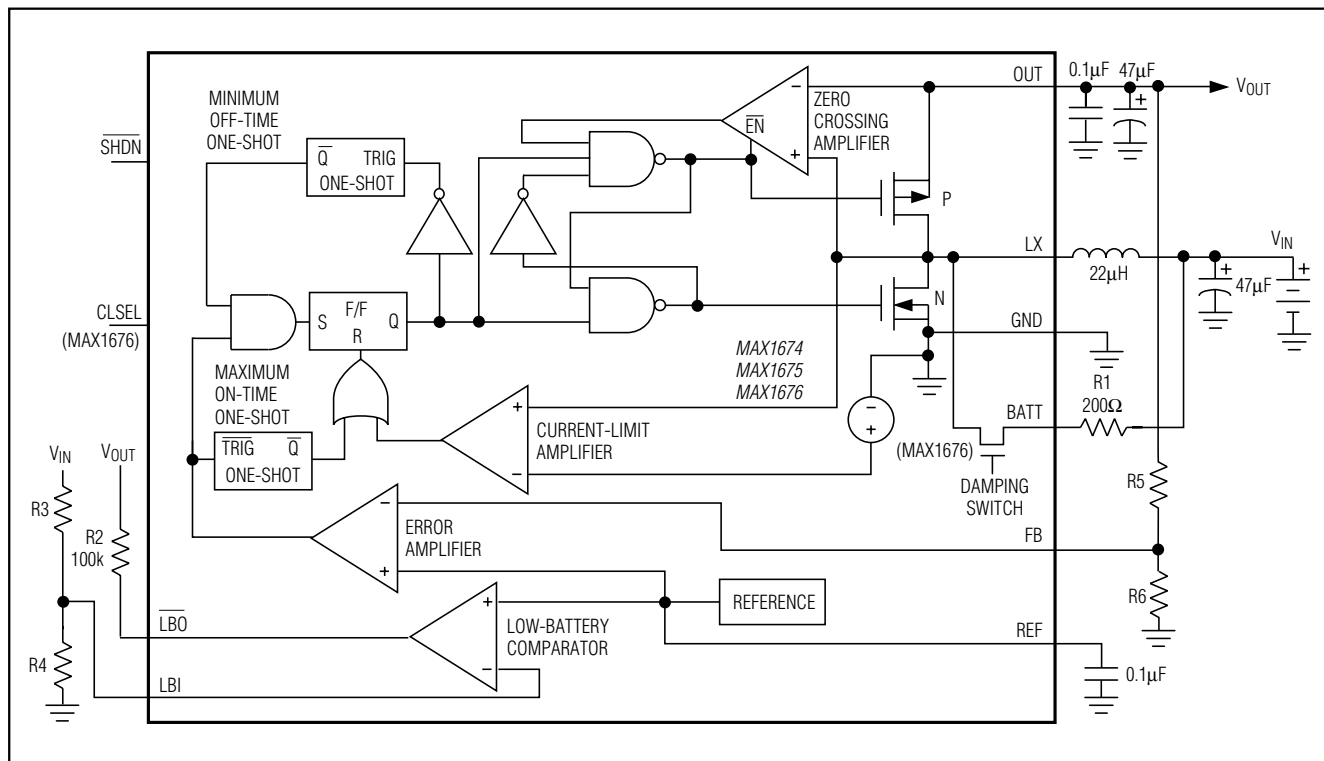 OUT
0.1µF
47µF
+
VOUT
MINIMUM
OFF-TIME
ONE-SHOT
−
ZERO
CROSSING
AMPLIFIER
EN
+
SHDN
Q TRIG
ONE-SHOT
P
LX
22µH
VIN
+
47µF
+
CLSEL
(MAX1676)
S F/F Q
R
N
GND
MAX1674
MAX1675
MAX1676
MAXIMUM
ON-TIME
ONE-SHOT
TRIG Q
ONE-SHOT
+
CURRENT-LIMIT
AMPLIFIER
−
−
+
(MAX1676)
BATT
R1
200Ω
DAMPING
SWITCH
VIN
VOUT
R3
R2
100k
R5
−
ERROR
AMPLIFIER
+
FB
REFERENCE
R6
LBO
+
LOW-BATTERY
COMPARATOR
−
REF
R4
LBI
0.1µF